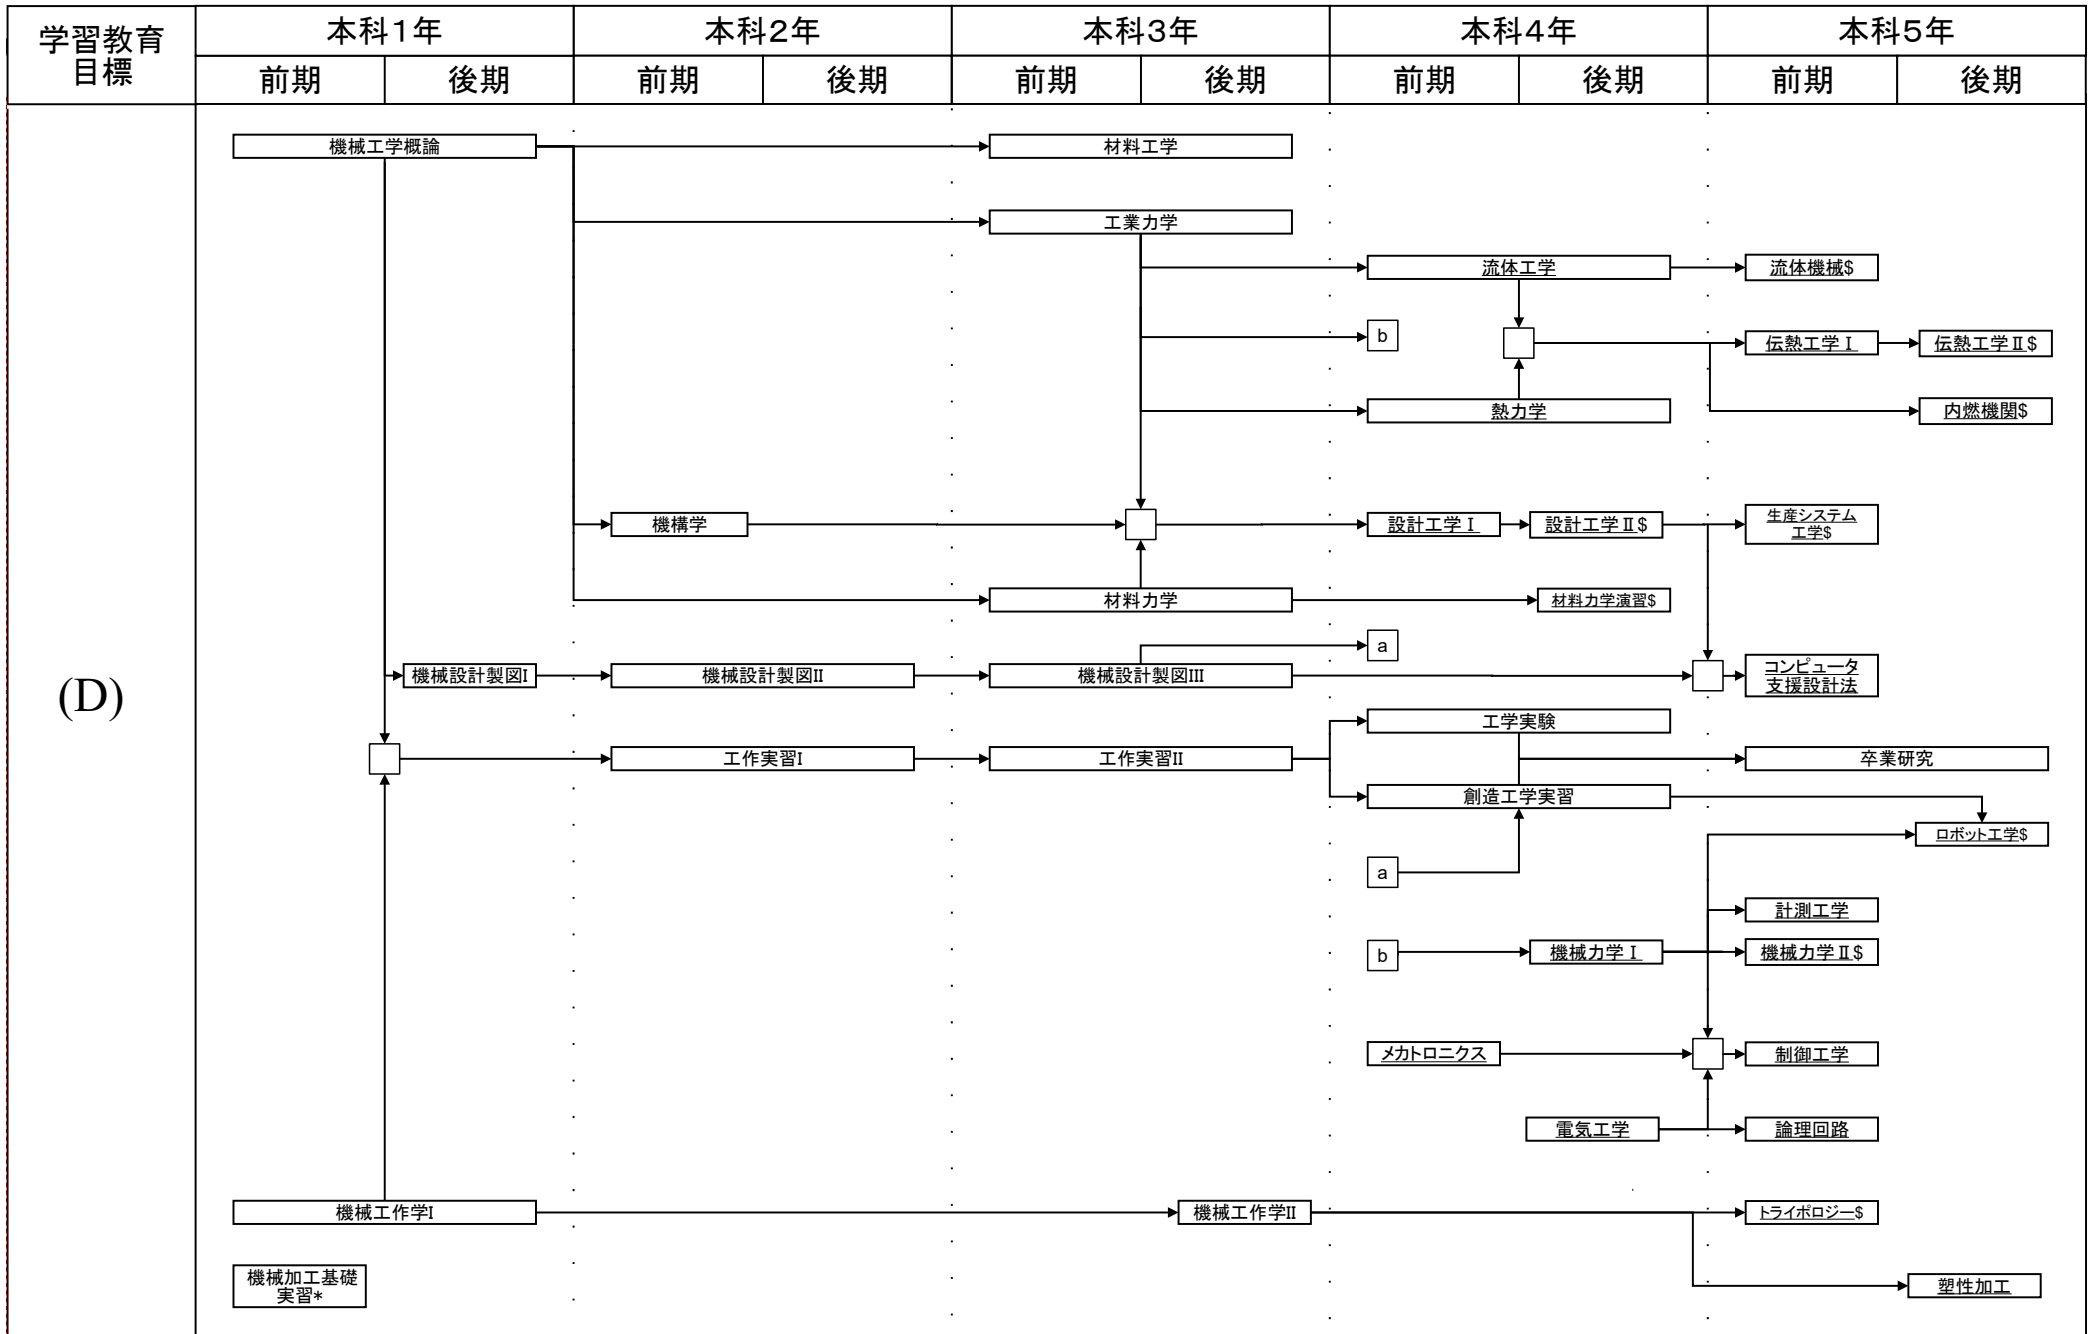 学習教育
目標
本科1年
本科2年
本科3年
本科4年
本科5年
前期
後期
前期
後期
前期
後期
前期
後期
前期
後期
(D)
機械工学概論
材料工学
工業力学
流体工学
流体機械$
b
伝熱工学Ⅰ
伝熱工学Ⅱ$
熱力学
内燃機関$
機構学
設計工学Ⅰ
設計工学Ⅱ$
生産システム
工学$
材料力学
材料力学演習$
a
機械設計製図I
機械設計製図II
機械設計製図III
コンピュータ
支援設計法
工学実験
工作実習I
工作実習II
卒業研究
創造工学実習
ロボット工学$
a
計測工学
b
機械力学Ⅰ
機械力学Ⅱ$
メカトロニクス
制御工学
電気工学
論理回路
機械工作学I
機械工作学II
トライボロジー$
機械加工基礎
実習*
塑性加工